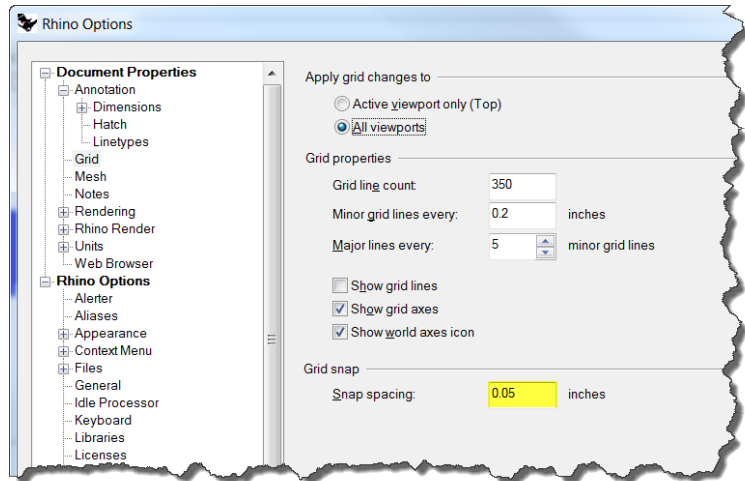 Rhino Options
Document Properties
Annotation
Dimensions
Hatch
Linetypes
Grid
Mesh
Notes
Rendering
Rhino Render
Units
Web Browser
Rhino Options
Alerter
Aliases
Appearance
Context Menu
Files
General
Idle Processor
Keyboard
Libraries
Licenses
Apply grid changes to
Active viewport only (Top)
All viewports
Grid properties
Grid line count: 350
Minor grid lines every: 0.2 inches
Major lines every: 5 minor grid lines
Show grid lines
Show grid axes
Show world axes icon
Grid snap
Snap spacing: 0.05 inches